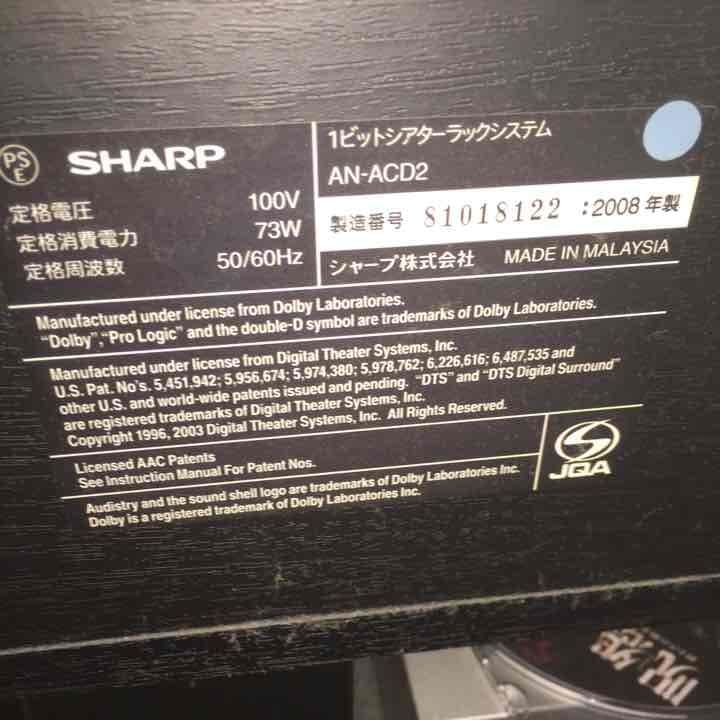 PSE
SHARP
定格電圧 100V
定格消費電力 73W
定格周波数 50/60Hz
1ビットシアターラックシステム
AN-ACD2
製造番号 81018122 :2008年製
シャープ株式会社 MADE IN MALAYSIA
Manufactured under license from Dolby Laboratories.
"Dolby","Pro Logic" and the double-D symbol are trademarks of Dolby Laboratories.
Manufactured under license from Digital Theater Systems, Inc.
U.S. Pat. No's. 5,451,942; 5,956,674; 5,974,380; 5,978,762; 6,226,616; 6,487,535 and
other U.S. and world-wide patents issued and pending. "DTS" and "DTS Digital Surround"
are registered trademarks of Digital Theater Systems, Inc.
Copyright 1996, 2003 Digital Theater Systems, Inc. All Rights Reserved.
Licensed AAC Patents
See Instruction Manual For Patent Nos.
JQA
Audistry and the sound shell logo are trademarks of Dolby Laboratories Inc.
Dolby is a registered trademark of Dolby Laboratories Inc.